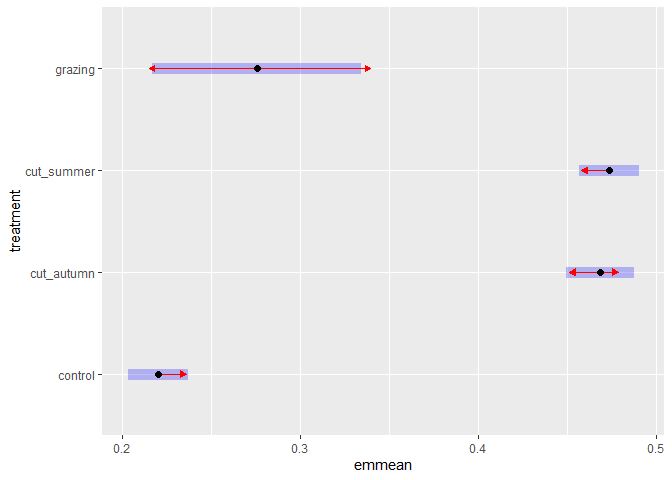 grazing
cut_summer
cut_autumn
control
treatment
0.2 0.3 0.4 0.5
emmean